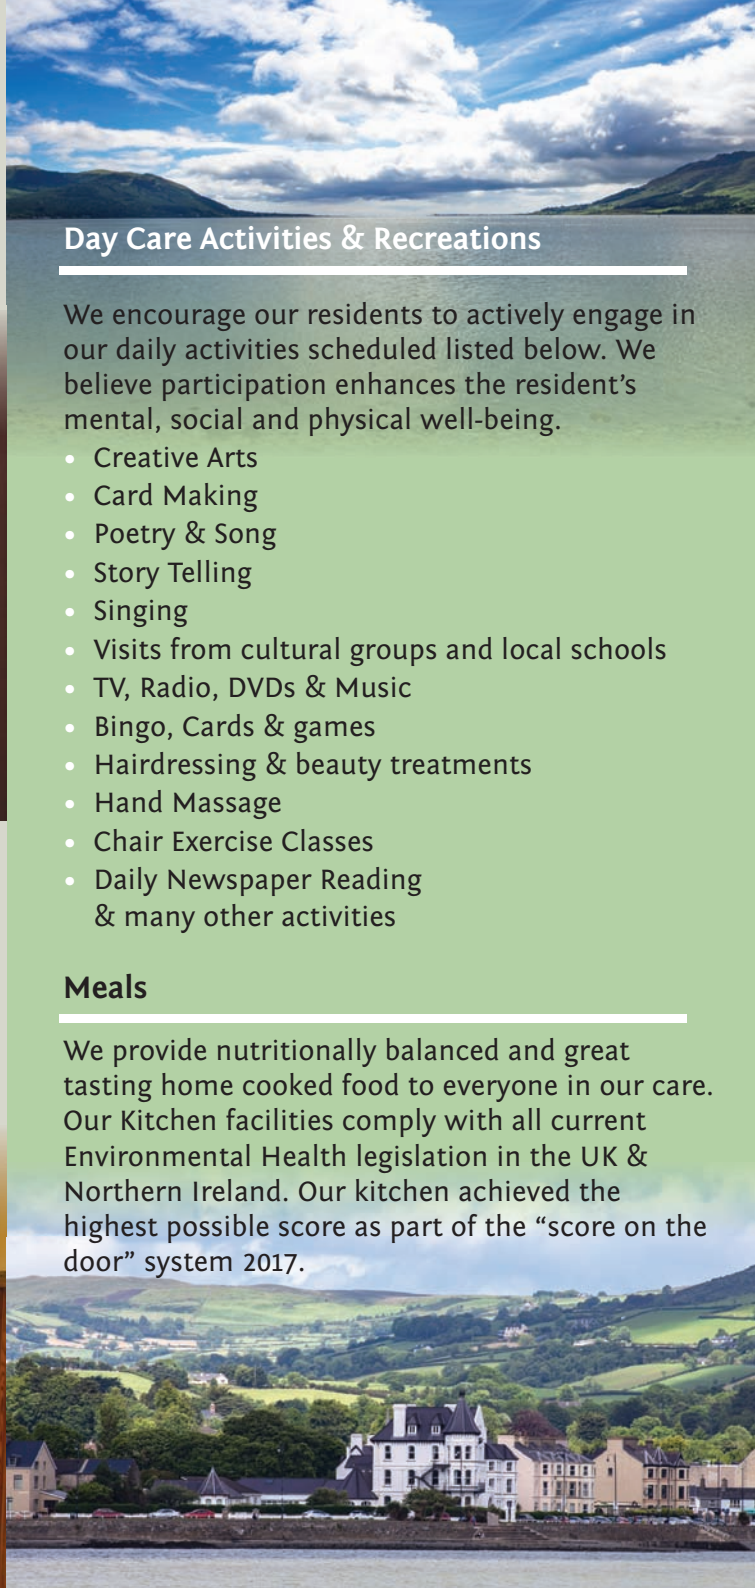 Day Care Activities & Recreations
We encourage our residents to actively engage in
our daily activities scheduled listed below. We
believe participation enhances the resident’s
mental, social and physical well-being.
• Creative Arts
• Card Making
• Poetry & Song
• Story Telling
• Singing
• Visits from cultural groups and local schools
• TV, Radio, DVDs & Music
• Bingo, Cards & games
• Hairdressing & beauty treatments
• Hand Massage
• Chair Exercise Classes
• Daily Newspaper Reading
& many other activities
Meals
We provide nutritionally balanced and great
tasting home cooked food to everyone in our care.
Our Kitchen facilities comply with all current
Environmental Health legislation in the UK &
Northern Ireland. Our kitchen achieved the
highest possible score as part of the “score on the
door” system 2017.